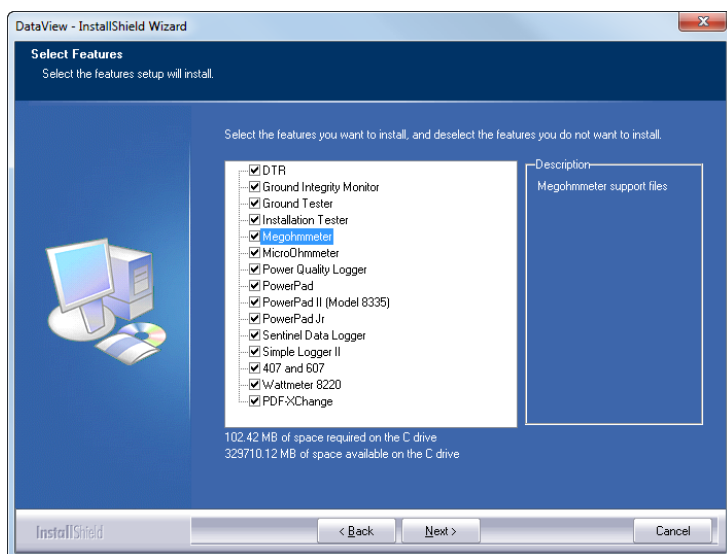 DataView - InstallShield Wizard
Select Features
Select the features setup will install.
Select the features you want to install, and deselect the features you do not want to install.
DTR
Ground Integrity Monitor
Ground Tester
Installation Tester
Megohmmeter
MicroOhmmeter
Power Quality Logger
PowerPad
PowerPad II (Model 8335)
PowerPad Jr
Sentinel Data Logger
Simple Logger II
407 and 607
Wattmeter 8220
PDF-XChange
Description
Megohmmeter support files
102.42 MB of space required on the C drive
329710.12 MB of space available on the C drive
InstallShield
< Back
Next >
Cancel